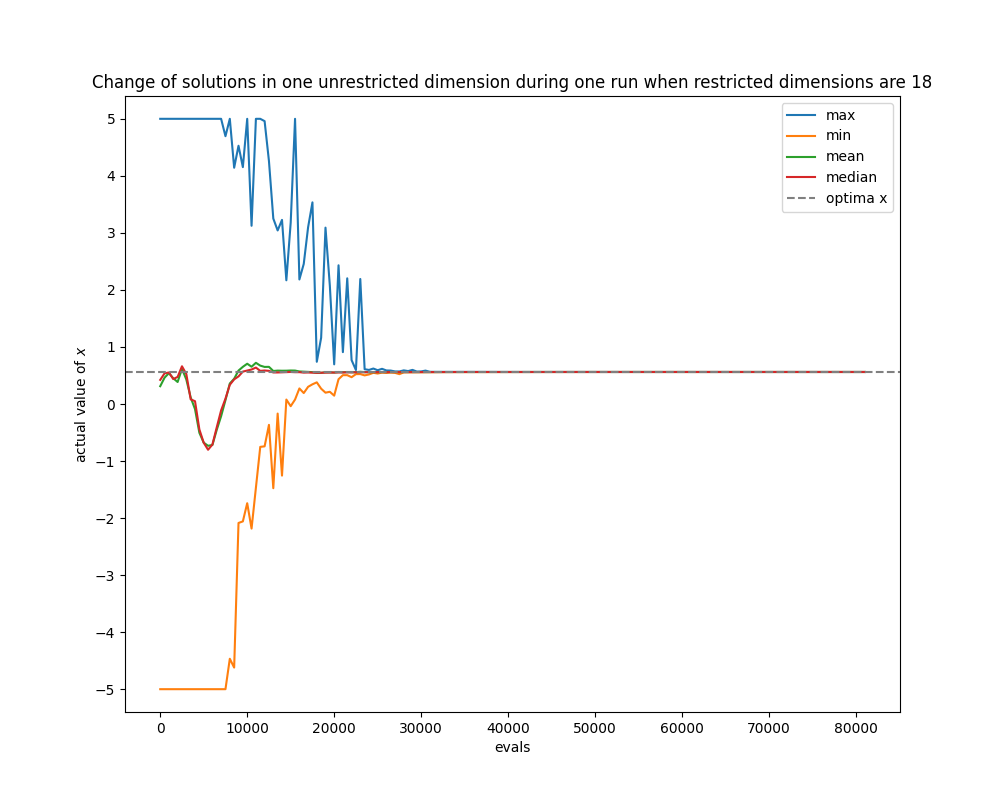 Change of solutions in one unrestricted dimension during one run when restricted dimensions are 18
max
min
mean
median
optima x
5
4
3
2
1
0
−1
−2
−3
−4
−5
actual value of x
0 10000 20000 30000 40000 50000 60000 70000 80000
evals